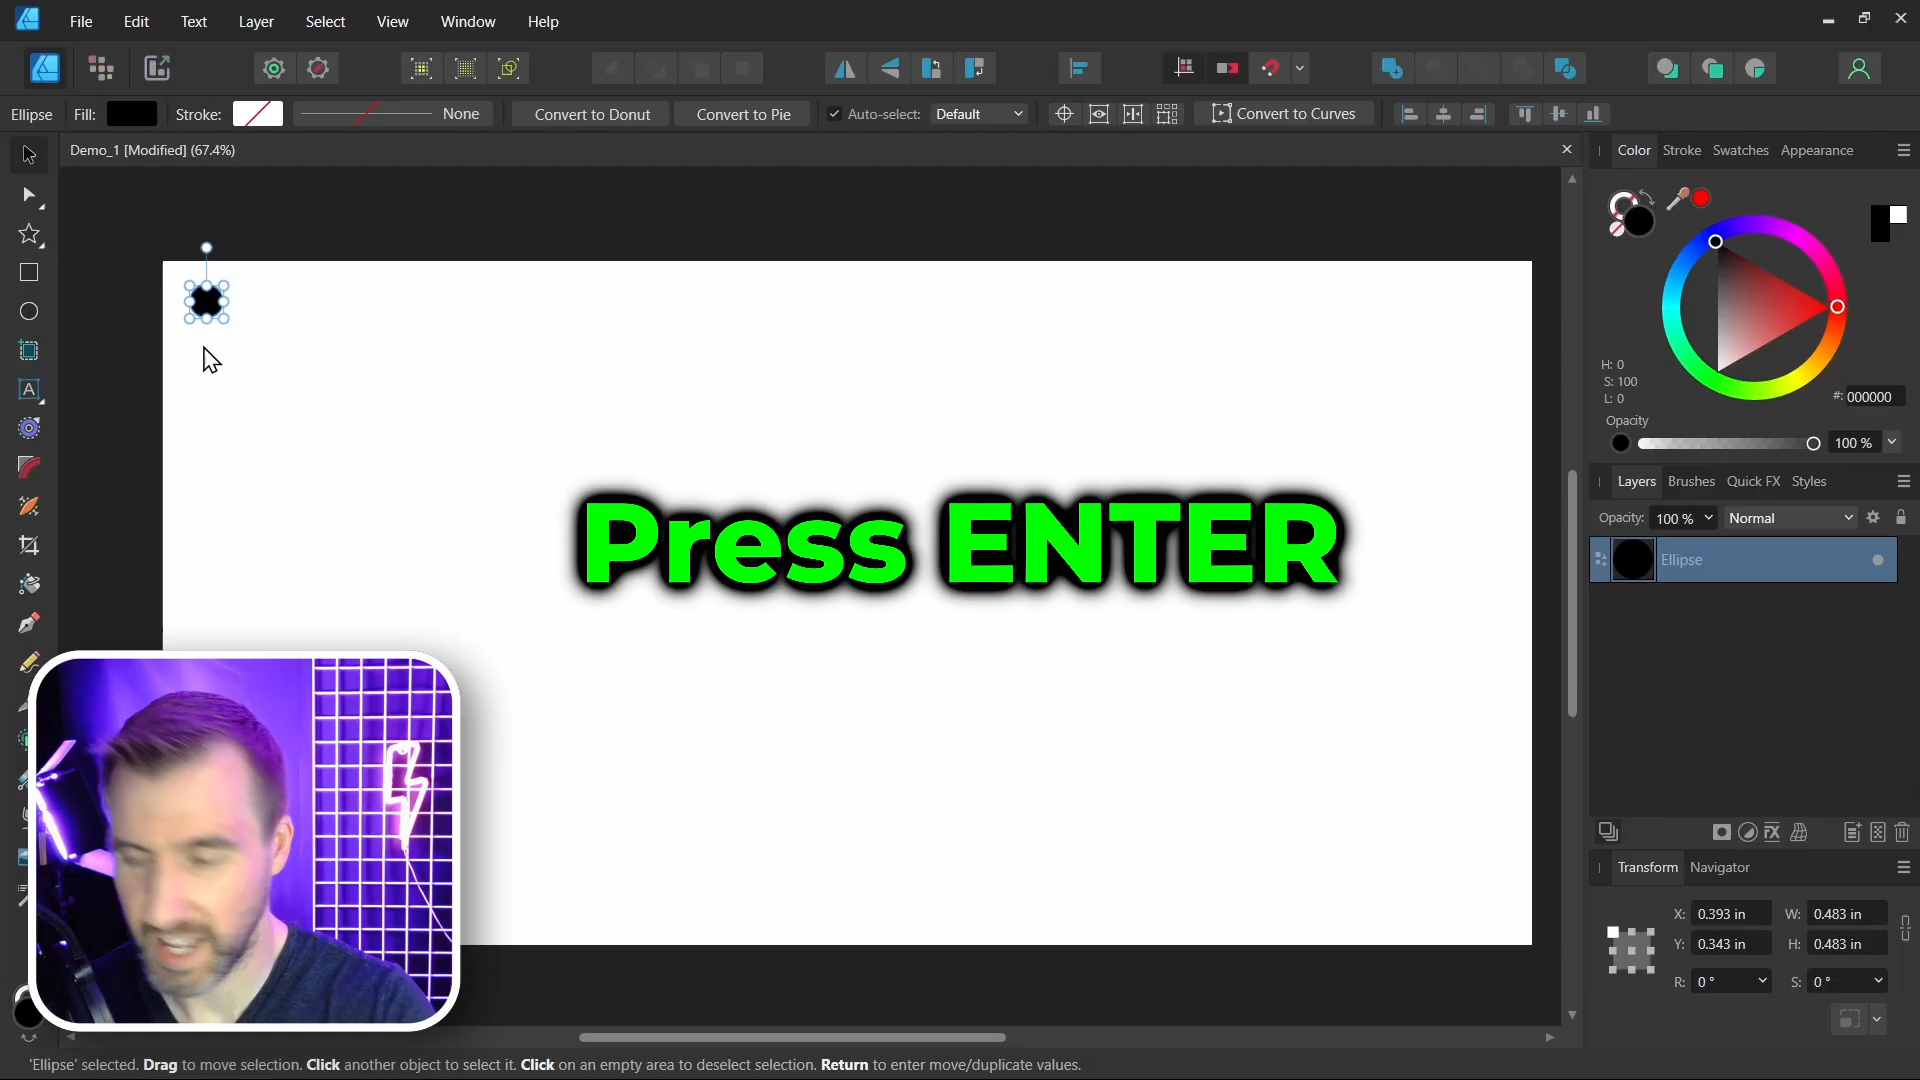 File Edit Text Layer Select View Window Help
Ellipse Fill: Stroke: None Convert to Donut Convert to Pie Auto-select: Default Convert to Curves
Demo_1 [Modified] (67.4%)
Color Stroke Swatches Appearance
H: 0
S: 100
L: 0
#: 000000
Opacity
100 %
Press ENTER
Layers Brushes Quick FX Styles
Opacity: 100 % Normal
Ellipse
Transform Navigator
X: 0.393 in W: 0.483 in
Y: 0.343 in H: 0.483 in
R: 0 ° S: 0 °
'Ellipse' selected. Drag to move selection. Click another object to select it. Click on an empty area to deselect selection. Return to enter move/duplicate values.